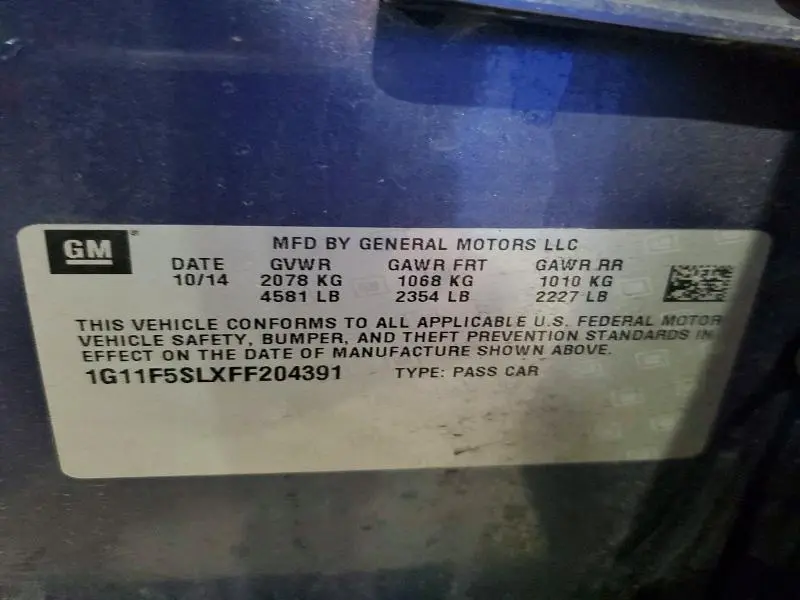 GM® MFD BY GENERAL MOTORS LLC
DATE GVWR GAWR FRT GAWR RR
10/14 2078 KG 1068 KG 1010 KG
4581 LB 2354 LB 2227 LB
THIS VEHICLE CONFORMS TO ALL APPLICABLE U.S. FEDERAL MOTOR
VEHICLE SAFETY, BUMPER, AND THEFT PREVENTION STANDARDS IN
EFFECT ON THE DATE OF MANUFACTURE SHOWN ABOVE.
1G11F5SLXFF204391 TYPE: PASS CAR